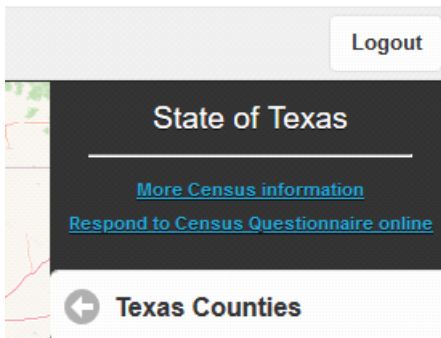 Logout
State of Texas
More Census information
Respond to Census Questionnaire online
Texas Counties